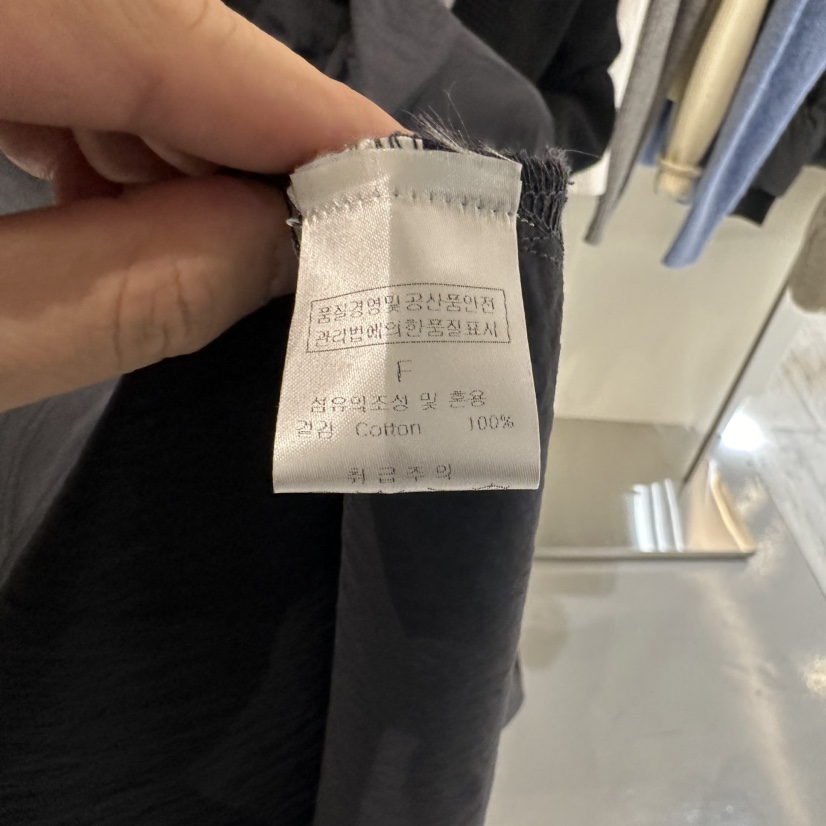 품질경영및공산품안전
관리법에의한품질표시
F
섬유의조성 및 혼용
겉감 Cotton 100%
취급주의